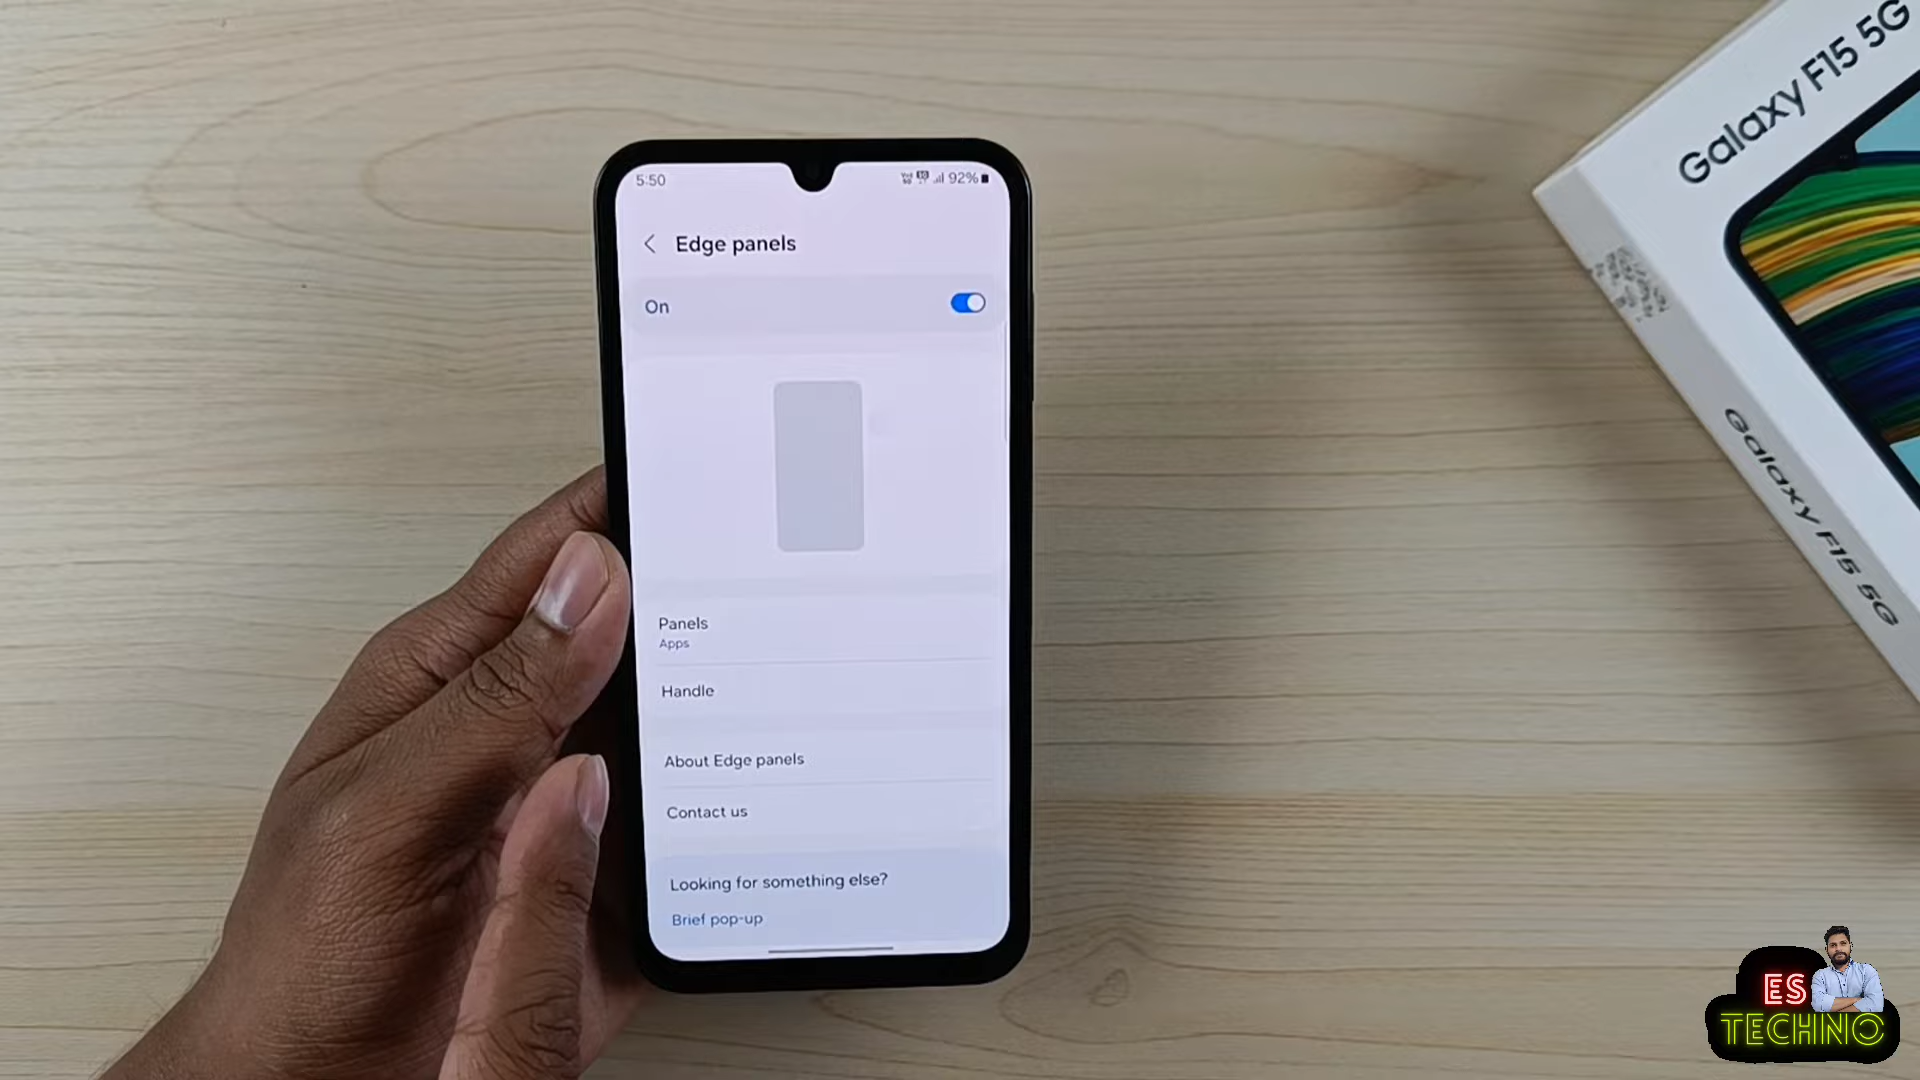 5:50
92%
Edge panels
On
Panels
Apps
Handle
About Edge panels
Contact us
Looking for something else?
Brief pop-up
Galaxy F15 5G
Galaxy F15 5G
ES
TECHNO